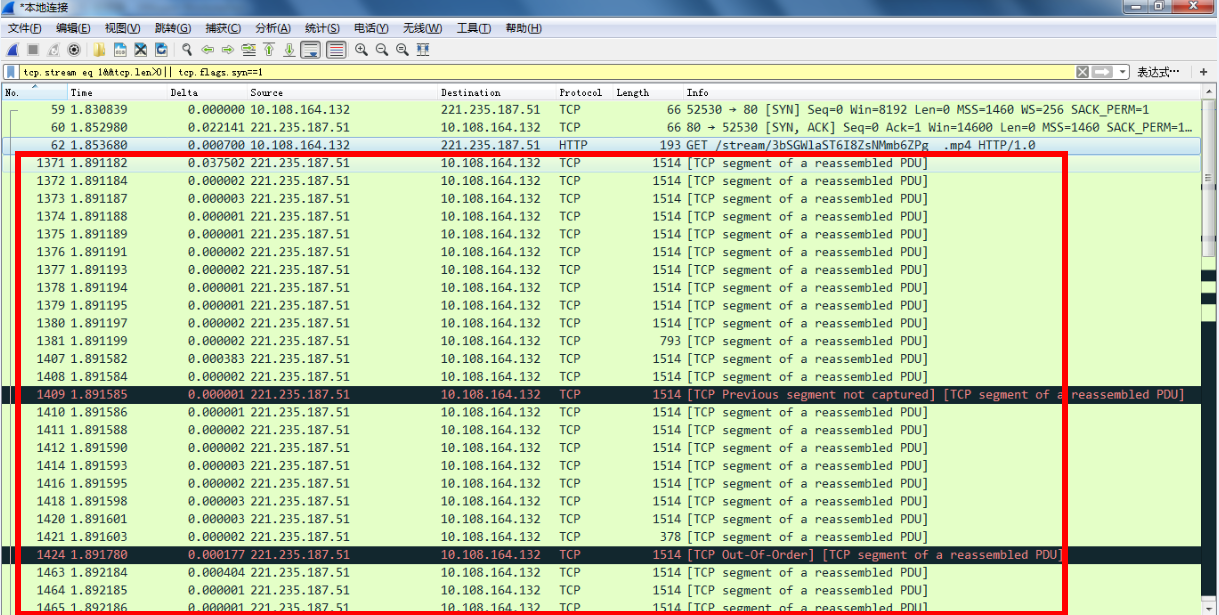 *本地连接
文件(F) 编辑(E) 视图(V) 跳转(G) 捕获(C) 分析(A) 统计(S) 电话(Y) 无线(W) 工具(T) 帮助(H)
tcp.stream eq 1&&tcp.len>0|| tcp.flags.syn==1 表达式… +
No. Time Delta Source Destination Protocol Length Info
59 1.830839 0.000000 10.108.164.132 221.235.187.51 TCP 66 52530 → 80 [SYN] Seq=0 Win=8192 Len=0 MSS=1460 WS=256 SACK_PERM=1
60 1.852980 0.022141 221.235.187.51 10.108.164.132 TCP 66 80 → 52530 [SYN, ACK] Seq=0 Ack=1 Win=14600 Len=0 MSS=1460 SACK_PERM=1…
62 1.853680 0.000700 10.108.164.132 221.235.187.51 HTTP 193 GET /stream/3bSGWlaST6I8ZsNMmb6ZPg .mp4 HTTP/1.0
1371 1.891182 0.037502 221.235.187.51 10.108.164.132 TCP 1514 [TCP segment of a reassembled PDU]
1372 1.891184 0.000002 221.235.187.51 10.108.164.132 TCP 1514 [TCP segment of a reassembled PDU]
1373 1.891187 0.000003 221.235.187.51 10.108.164.132 TCP 1514 [TCP segment of a reassembled PDU]
1374 1.891188 0.000001 221.235.187.51 10.108.164.132 TCP 1514 [TCP segment of a reassembled PDU]
1375 1.891189 0.000001 221.235.187.51 10.108.164.132 TCP 1514 [TCP segment of a reassembled PDU]
1376 1.891191 0.000002 221.235.187.51 10.108.164.132 TCP 1514 [TCP segment of a reassembled PDU]
1377 1.891193 0.000002 221.235.187.51 10.108.164.132 TCP 1514 [TCP segment of a reassembled PDU]
1378 1.891194 0.000001 221.235.187.51 10.108.164.132 TCP 1514 [TCP segment of a reassembled PDU]
1379 1.891195 0.000001 221.235.187.51 10.108.164.132 TCP 1514 [TCP segment of a reassembled PDU]
1380 1.891197 0.000002 221.235.187.51 10.108.164.132 TCP 1514 [TCP segment of a reassembled PDU]
1381 1.891199 0.000002 221.235.187.51 10.108.164.132 TCP 793 [TCP segment of a reassembled PDU]
1407 1.891582 0.000383 221.235.187.51 10.108.164.132 TCP 1514 [TCP segment of a reassembled PDU]
1408 1.891584 0.000002 221.235.187.51 10.108.164.132 TCP 1514 [TCP segment of a reassembled PDU]
1409 1.891585 0.000001 221.235.187.51 10.108.164.132 TCP 1514 [TCP Previous segment not captured] [TCP segment of a reassembled PDU]
1410 1.891586 0.000001 221.235.187.51 10.108.164.132 TCP 1514 [TCP segment of a reassembled PDU]
1411 1.891588 0.000002 221.235.187.51 10.108.164.132 TCP 1514 [TCP segment of a reassembled PDU]
1412 1.891590 0.000002 221.235.187.51 10.108.164.132 TCP 1514 [TCP segment of a reassembled PDU]
1414 1.891593 0.000003 221.235.187.51 10.108.164.132 TCP 1514 [TCP segment of a reassembled PDU]
1416 1.891595 0.000002 221.235.187.51 10.108.164.132 TCP 1514 [TCP segment of a reassembled PDU]
1418 1.891598 0.000003 221.235.187.51 10.108.164.132 TCP 1514 [TCP segment of a reassembled PDU]
1420 1.891601 0.000003 221.235.187.51 10.108.164.132 TCP 1514 [TCP segment of a reassembled PDU]
1421 1.891603 0.000002 221.235.187.51 10.108.164.132 TCP 378 [TCP segment of a reassembled PDU]
1424 1.891780 0.000177 221.235.187.51 10.108.164.132 TCP 1514 [TCP Out-Of-Order] [TCP segment of a reassembled PDU]
1463 1.892184 0.000404 221.235.187.51 10.108.164.132 TCP 1514 [TCP segment of a reassembled PDU]
1464 1.892185 0.000001 221.235.187.51 10.108.164.132 TCP 1514 [TCP segment of a reassembled PDU]
1465 1.892186 0.000001 221.235.187.51 10.108.164.132 TCP 1514 [TCP segment of a reassembled PDU]